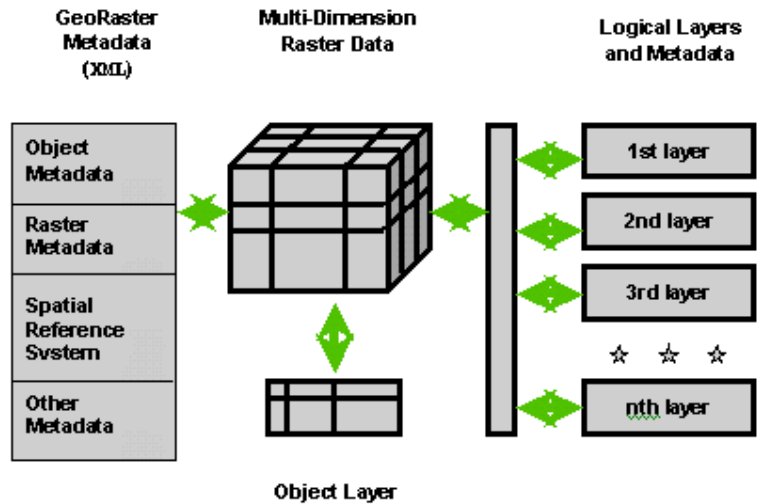 GeoRaster
Metadata
(XML)
Multi-Dimension
Raster Data
Logical Layers
and Metadata
Object
Metadata
Raster
Metadata
Spatial
Reference
System
Other
Metadata
1st layer
2nd layer
3rd layer
nth layer
Object Layer